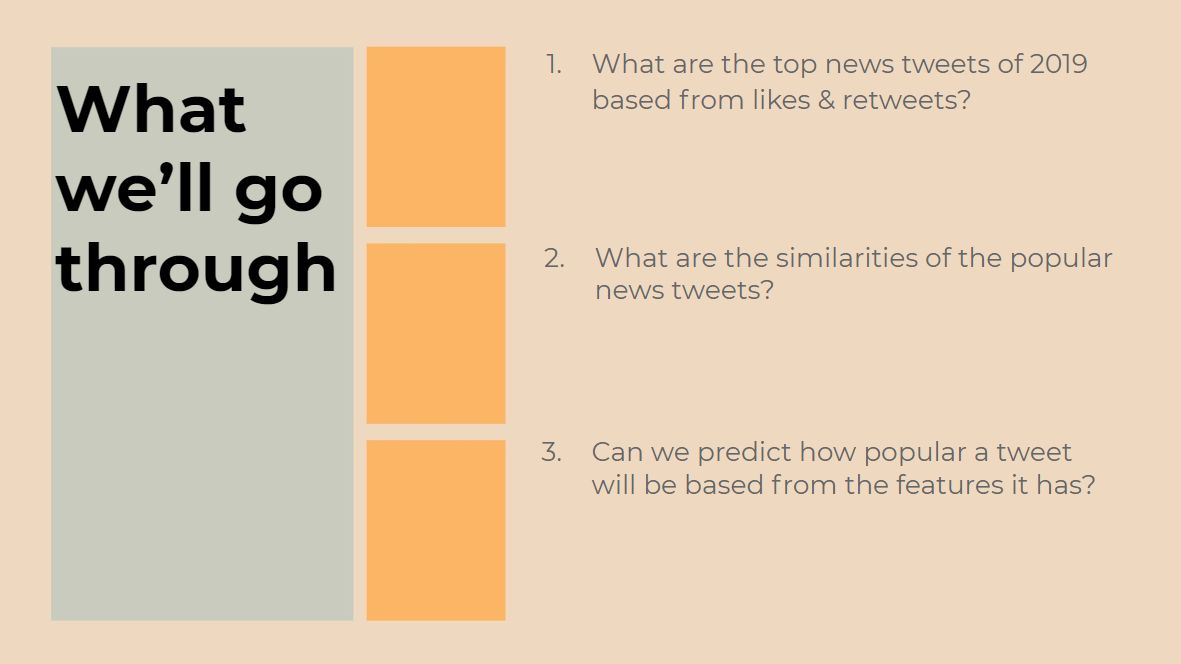 What
we’ll go
through
1. What are the top news tweets of 2019
based from likes & retweets?
2. What are the similarities of the popular
news tweets?
3. Can we predict how popular a tweet
will be based from the features it has?